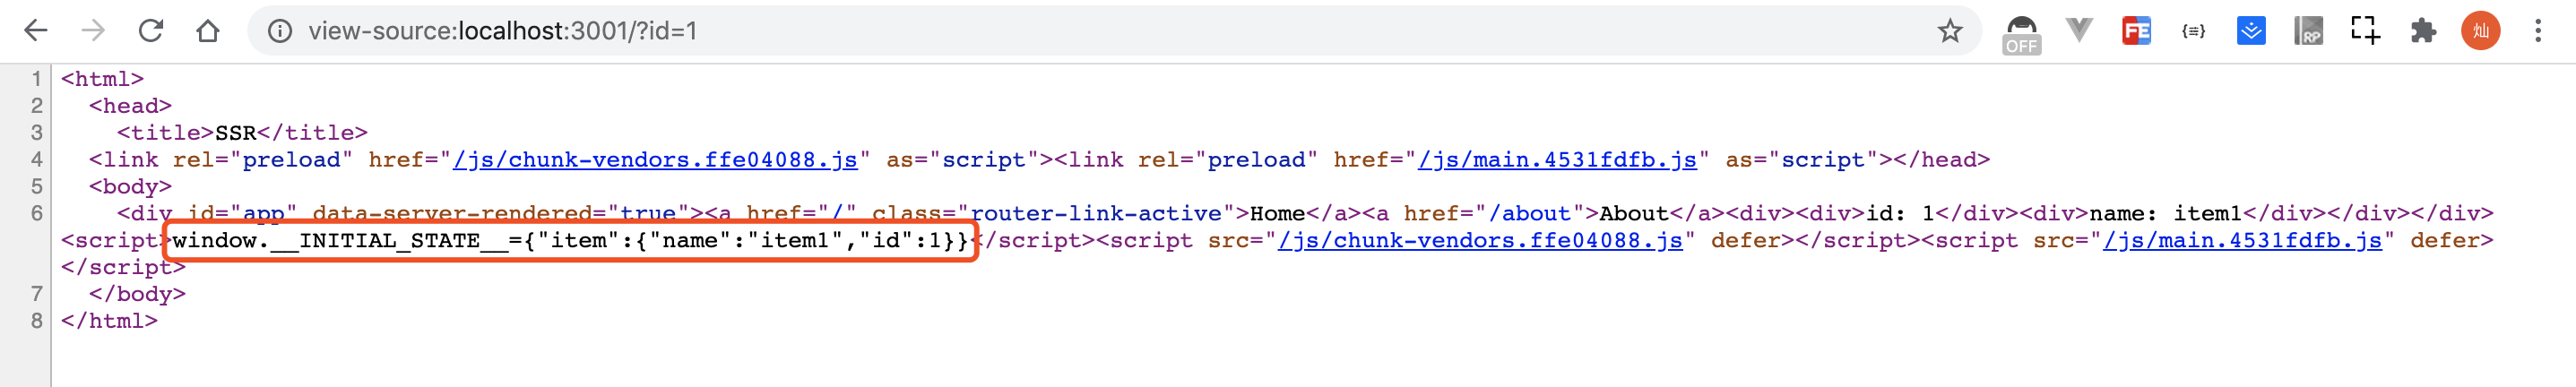 view-source:localhost:3001/?id=1
OFF
FE
{≡}
RP
灿
1 <html>
2 <head>
3 <title>SSR</title>
4 <link rel="preload" href="/js/chunk-vendors.ffe04088.js" as="script"><link rel="preload" href="/js/main.4531fdfb.js" as="script"></head>
5 <body>
6 <div id="app" data-server-rendered="true"><a href="/" class="router-link-active">Home</a><a href="/about">About</a><div><div>id: 1</div><div>name: item1</div></div></div>
<script>window.__INITIAL_STATE__={"item":{"name":"item1","id":1}}</script><script src="/js/chunk-vendors.ffe04088.js" defer></script><script src="/js/main.4531fdfb.js" defer>
</script>
7 </body>
8 </html>